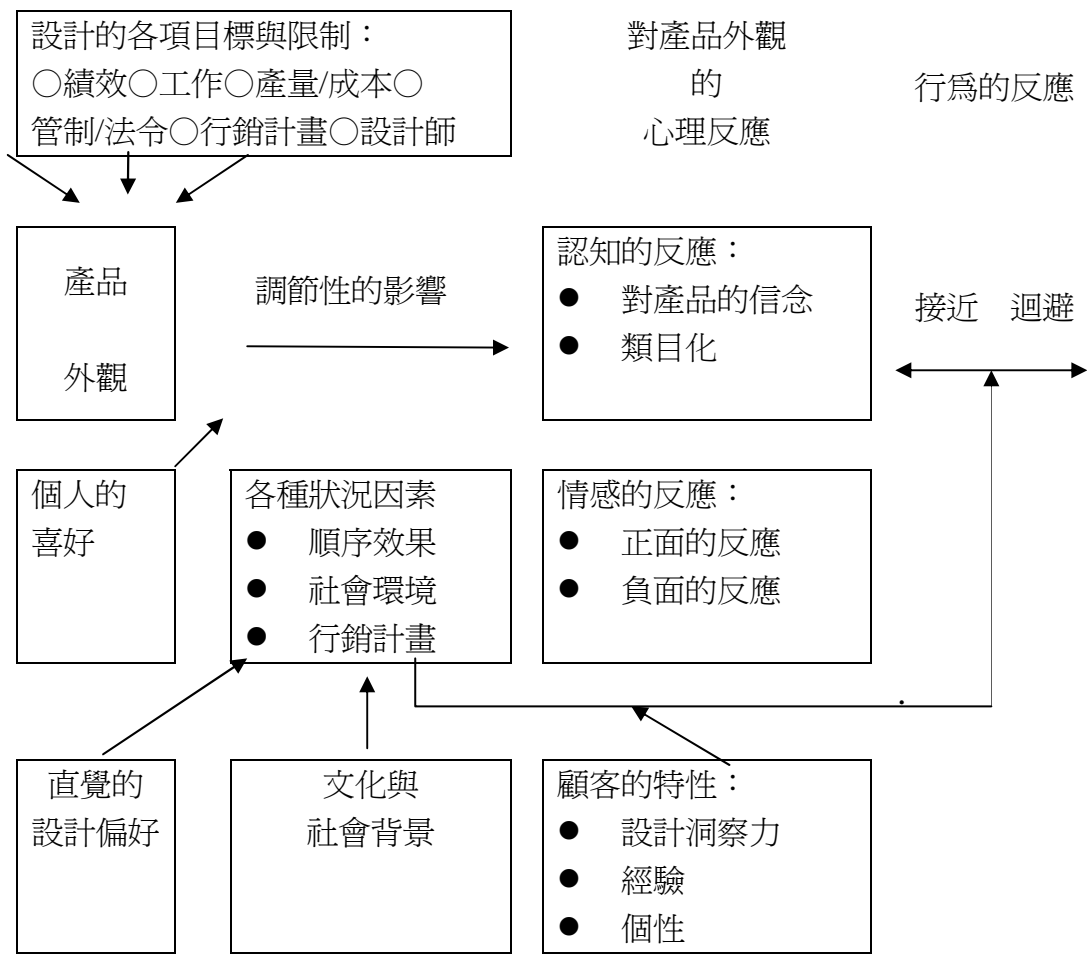 設計的各項目標與限制：
○績效○工作○產量/成本○
管制/法令○行銷計畫○設計師
對產品外觀
的
心理反應
行為的反應
產品
外觀
調節性的影響
認知的反應：
● 對產品的信念
● 類目化
接近 迴避
個人的
喜好
各種狀況因素
● 順序效果
● 社會環境
● 行銷計畫
情感的反應：
● 正面的反應
● 負面的反應
直覺的
設計偏好
文化與
社會背景
顧客的特性：
● 設計洞察力
● 經驗
● 個性